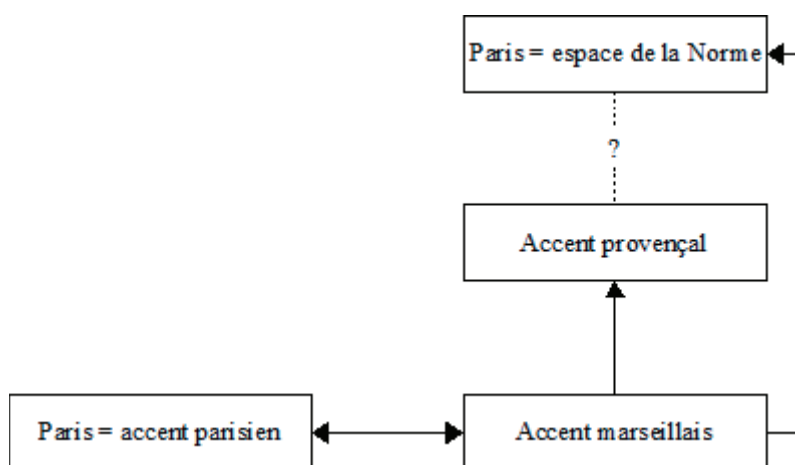 Paris = espace de la Norme
?
Accent provençal
Paris = accent parisien
Accent marseillais